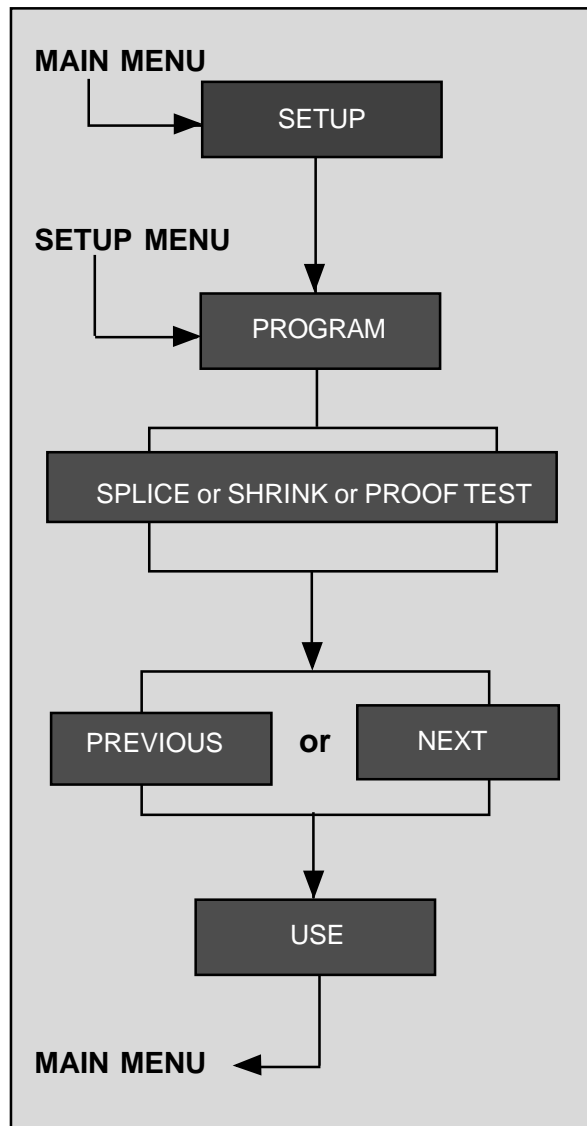 MAIN MENU
SETUP
SETUP MENU
PROGRAM
SPLICE or SHRINK or PROOF TEST
PREVIOUS or NEXT
USE
MAIN MENU